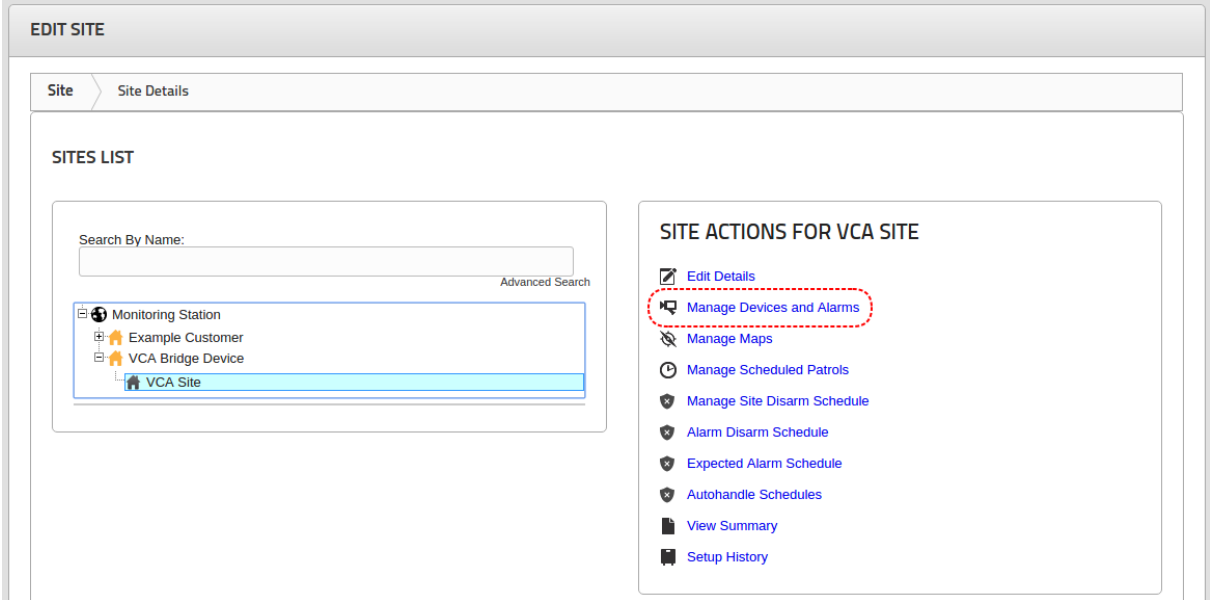 EDIT SITE
Site
Site Details
SITES LIST
Search By Name:
Advanced Search
Monitoring Station
Example Customer
VCA Bridge Device
VCA Site
SITE ACTIONS FOR VCA SITE
Edit Details
Manage Devices and Alarms
Manage Maps
Manage Scheduled Patrols
Manage Site Disarm Schedule
Alarm Disarm Schedule
Expected Alarm Schedule
Autohandle Schedules
View Summary
Setup History